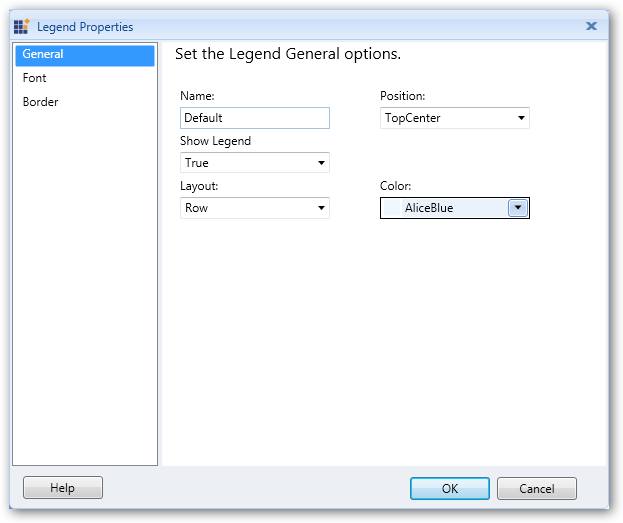 Legend Properties
General
Font
Border
Set the Legend General options.
Name:
Position:
Default
TopCenter
Show Legend
True
Layout:
Color:
Row
AliceBlue
Help
OK
Cancel